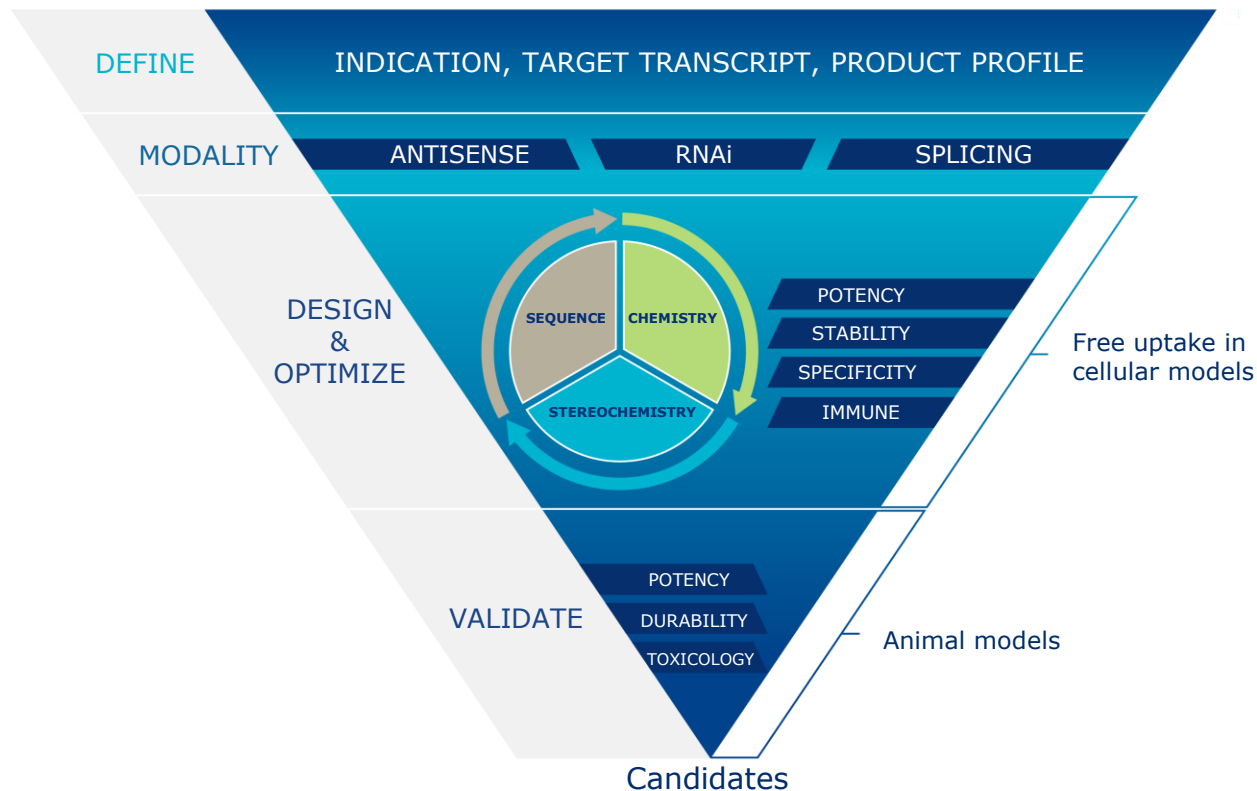 DEFINE
INDICATION, TARGET TRANSCRIPT, PRODUCT PROFILE
MODALITY
ANTISENSE
RNAi
SPLICING
DESIGN
&
OPTIMIZE
SEQUENCE
CHEMISTRY
STEREOCHEMISTRY
POTENCY
STABILITY
SPECIFICITY
IMMUNE
Free uptake in
cellular models
VALIDATE
POTENCY
DURABILITY
TOXICOLOGY
Animal models
Candidates